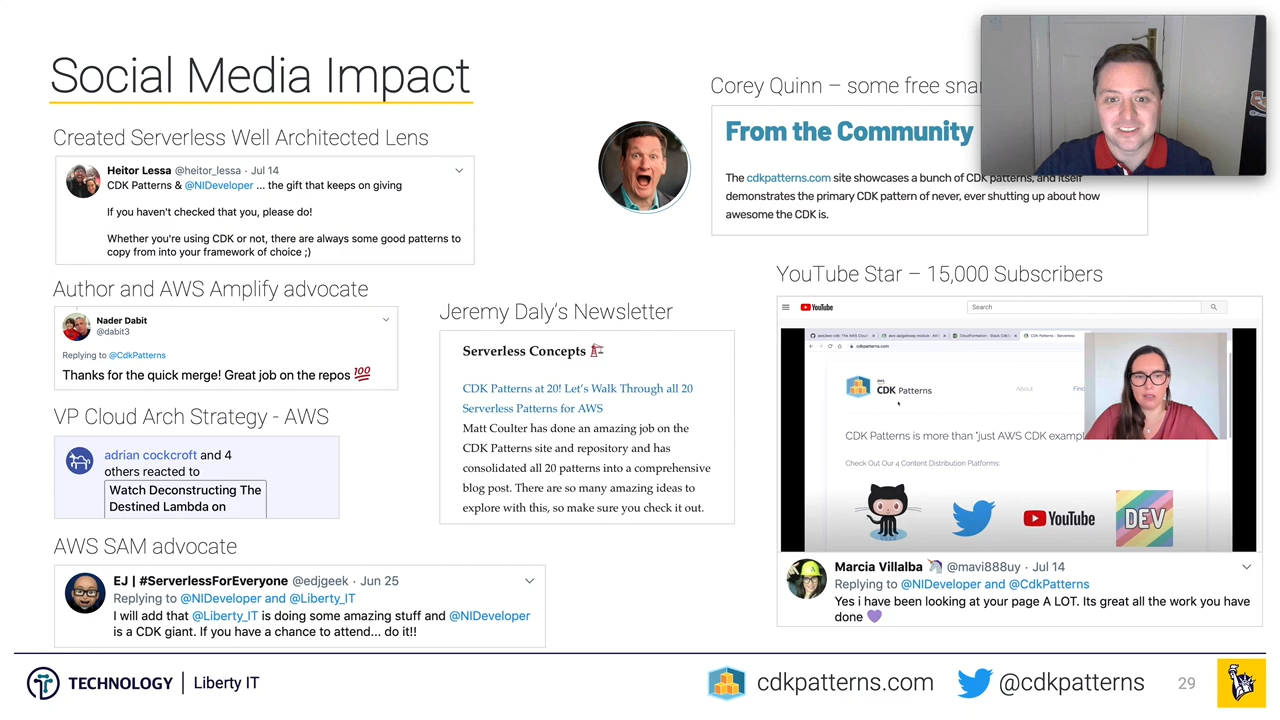 Social Media Impact
Created Serverless Well Architected Lens
Heitor Lessa @heitor_lessa · Jul 14
CDK Patterns & @NIDeveloper ... the gift that keeps on giving
If you haven't checked that you, please do!
Whether you're using CDK or not, there are always some good patterns to
copy from into your framework of choice ;)
Author and AWS Amplify advocate
Nader Dabit
@dabit3
Replying to @CdkPatterns
Thanks for the quick merge! Great job on the repos 💯
VP Cloud Arch Strategy - AWS
adrian cockcroft and 4
others reacted to
Watch Deconstructing The
Destined Lambda on
AWS SAM advocate
EJ | #ServerlessForEveryone @edjgeek · Jun 25
Replying to @NIDeveloper and @Liberty_IT
I will add that @Liberty_IT is doing some amazing stuff and @NIDeveloper
is a CDK giant. If you have a chance to attend... do it!!
Jeremy Daly's Newsletter
Serverless Concepts 🏗
CDK Patterns at 20! Let's Walk Through all 20
Serverless Patterns for AWS
Matt Coulter has done an amazing job on the
CDK Patterns site and repository and has
consolidated all 20 patterns into a comprehensive
blog post. There are so many amazing ideas to
explore with this, so make sure you check it out.
Corey Quinn – some free
From the Community
The cdkpatterns.com site showcases a bunch of CDK patterns, and itself
demonstrates the primary CDK pattern of never, ever shutting up about how
awesome the CDK is.
YouTube Star – 15,000 Subscribers
YouTube
Search
cdkpatterns.com
aws
CDK Patterns
About
CDK Patterns is more than "just AWS CDK
Check Out Our 4 Content Distribution Platforms:
YouTube
DEV
Marcia Villalba 🦄 @mavi888uy · Jul 14
Replying to @NIDeveloper and @CdkPatterns
Yes i have been looking at your page A LOT. Its great all the work you have
done 💜
TECHNOLOGY | Liberty IT
cdkpatterns.com
@cdkpatterns
29